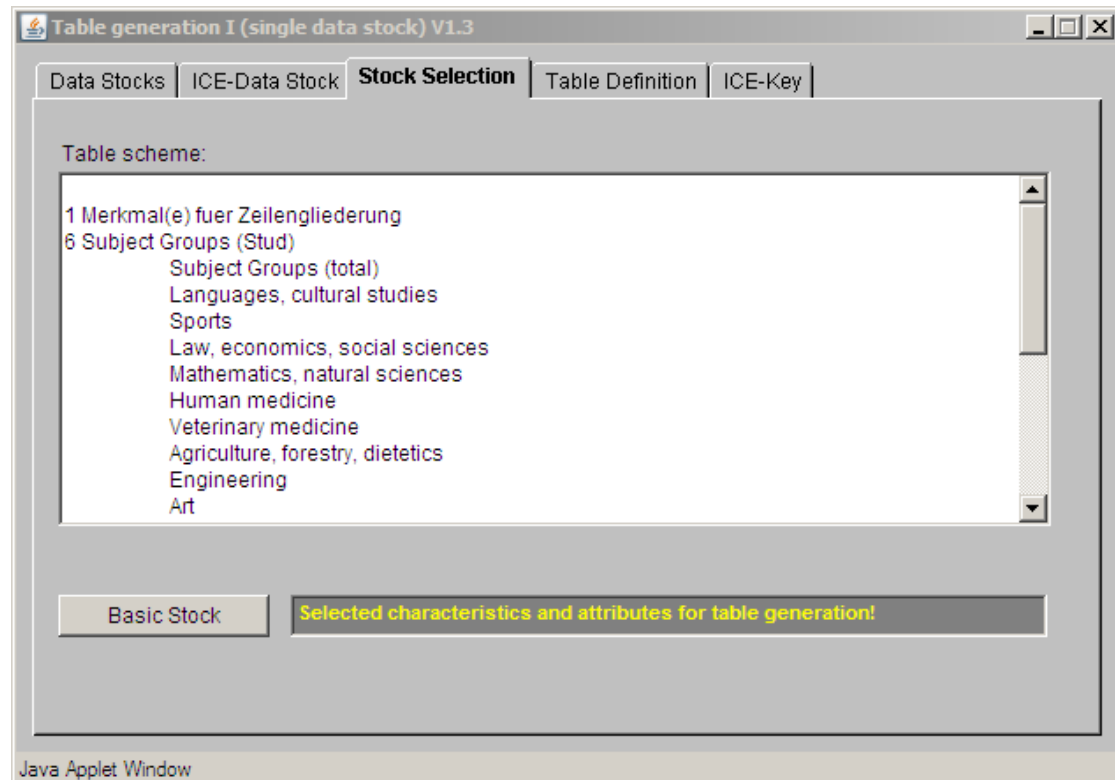 Table generation I (single data stock) V1.3
Data Stocks ICE-Data Stock Stock Selection Table Definition ICE-Key
Table scheme:
1 Merkmal(e) fuer Zeilengliederung
6 Subject Groups (Stud)
Subject Groups (total)
Languages, cultural studies
Sports
Law, economics, social sciences
Mathematics, natural sciences
Human medicine
Veterinary medicine
Agriculture, forestry, dietetics
Engineering
Art
Basic Stock Selected characteristics and attributes for table generation!
Java Applet Window